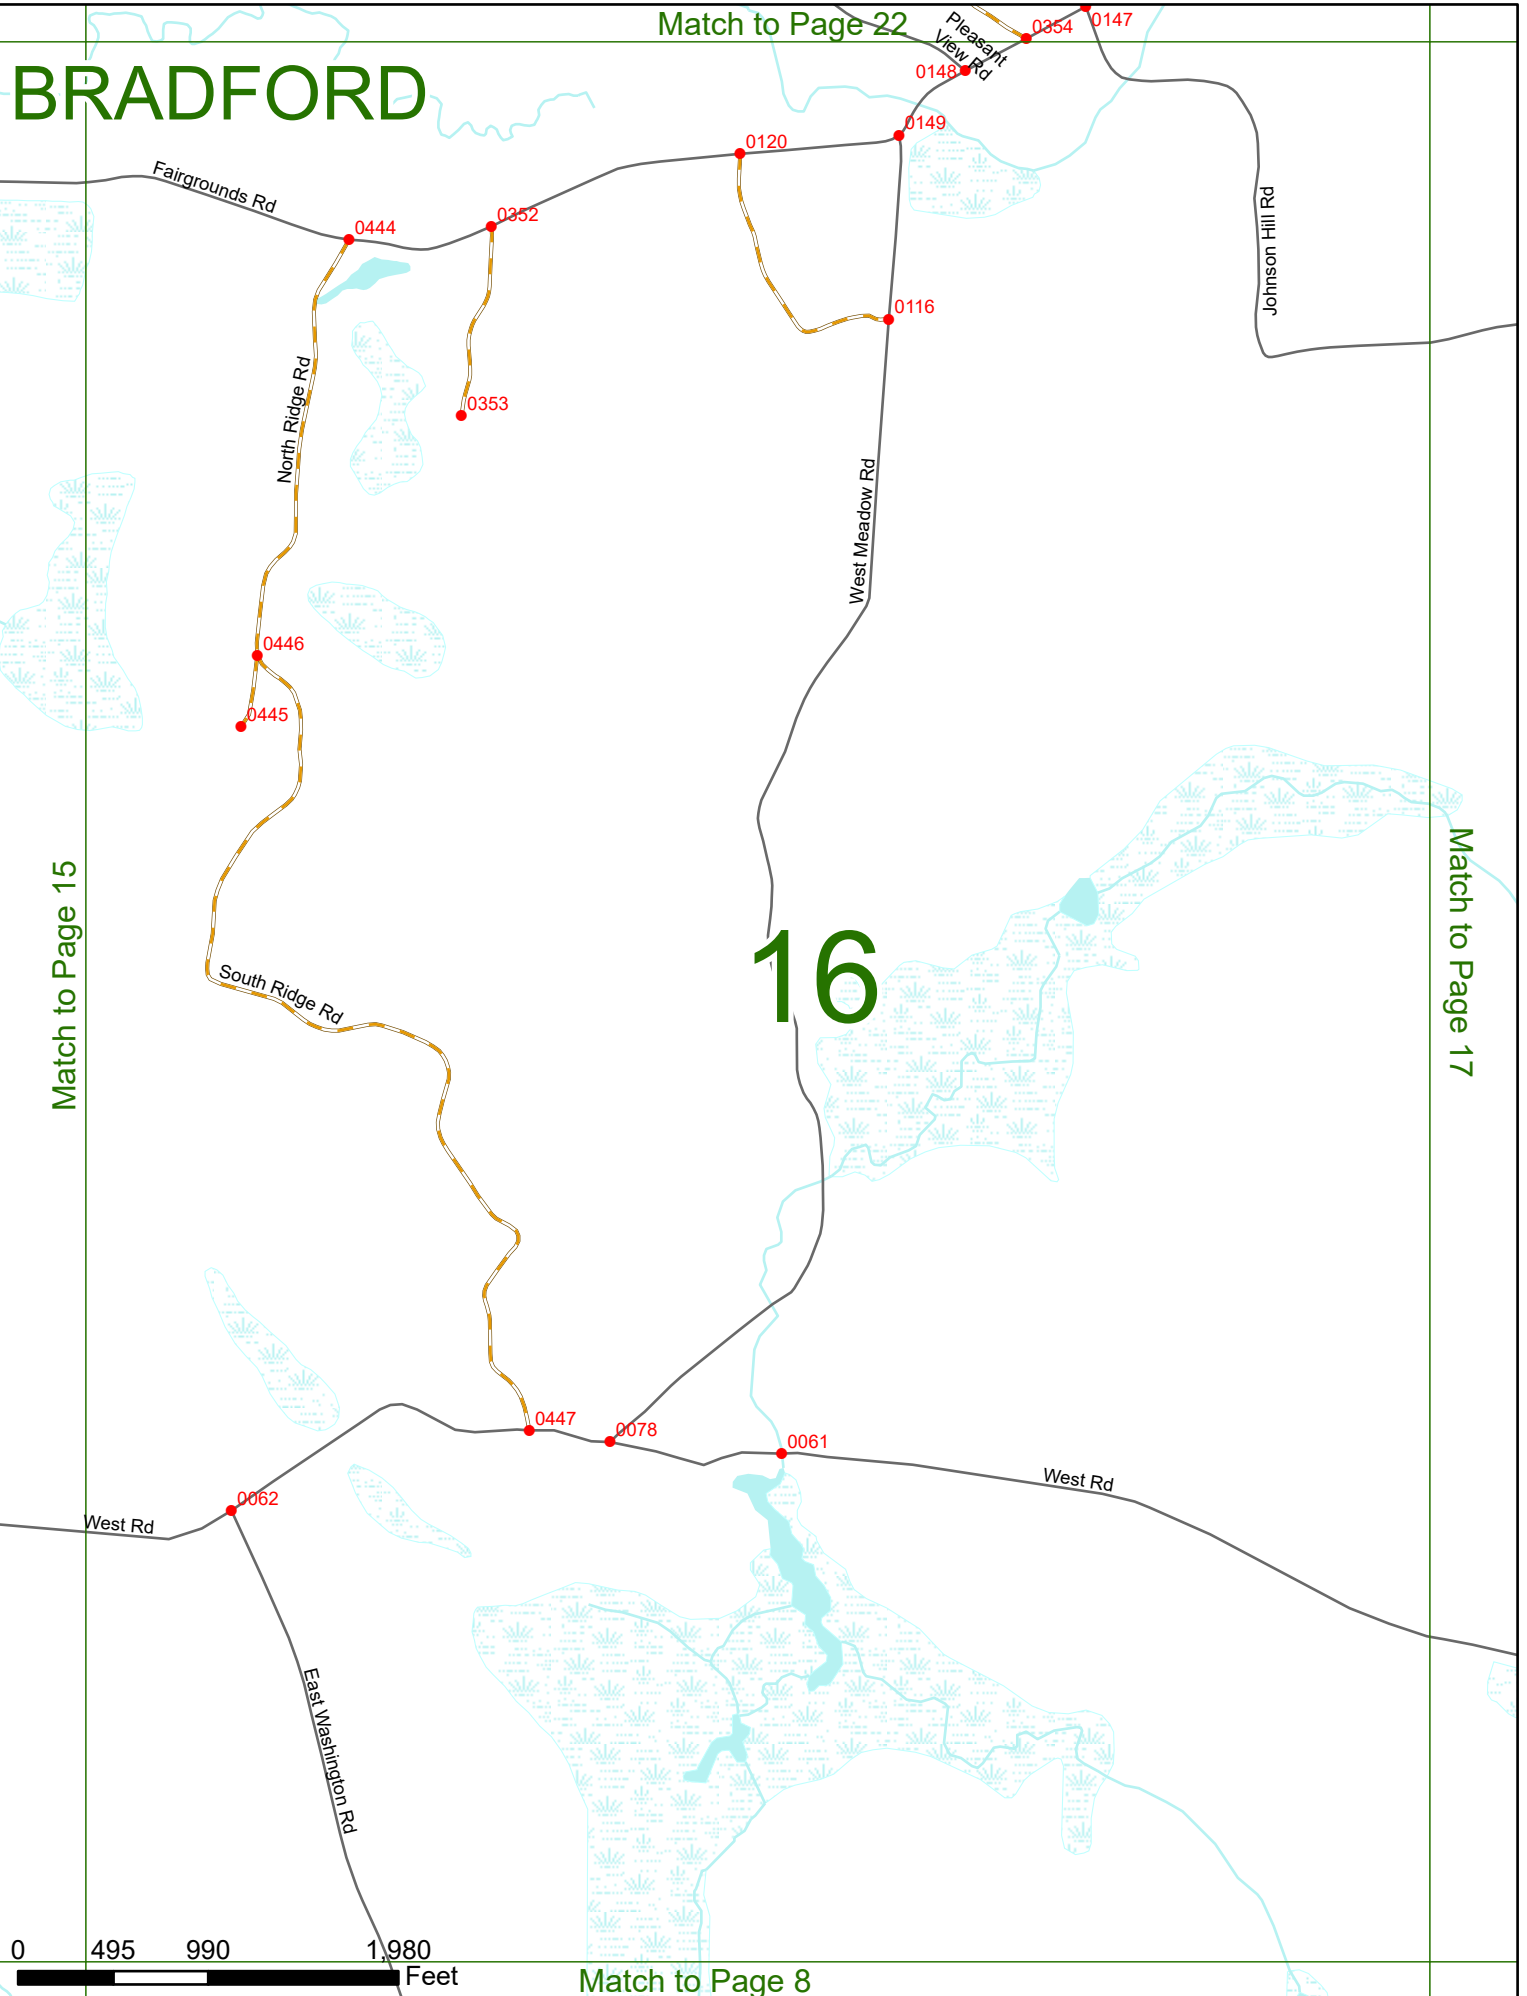 Match to Page 22
0354
0147
Pleasant
View Rd
0148
BRADFORD
0149
0120
Fairgrounds Rd
0352
0444
Johnson Hill Rd
0116
North Ridge Rd
0353
West Meadow Rd
0446
0445
Match to Page 15
Match to Page 17
16
South Ridge Rd
0447
0078
0061
West Rd
0062
West Rd
East Washington Rd
0 495 990 1,980
Feet
Match to Page 8